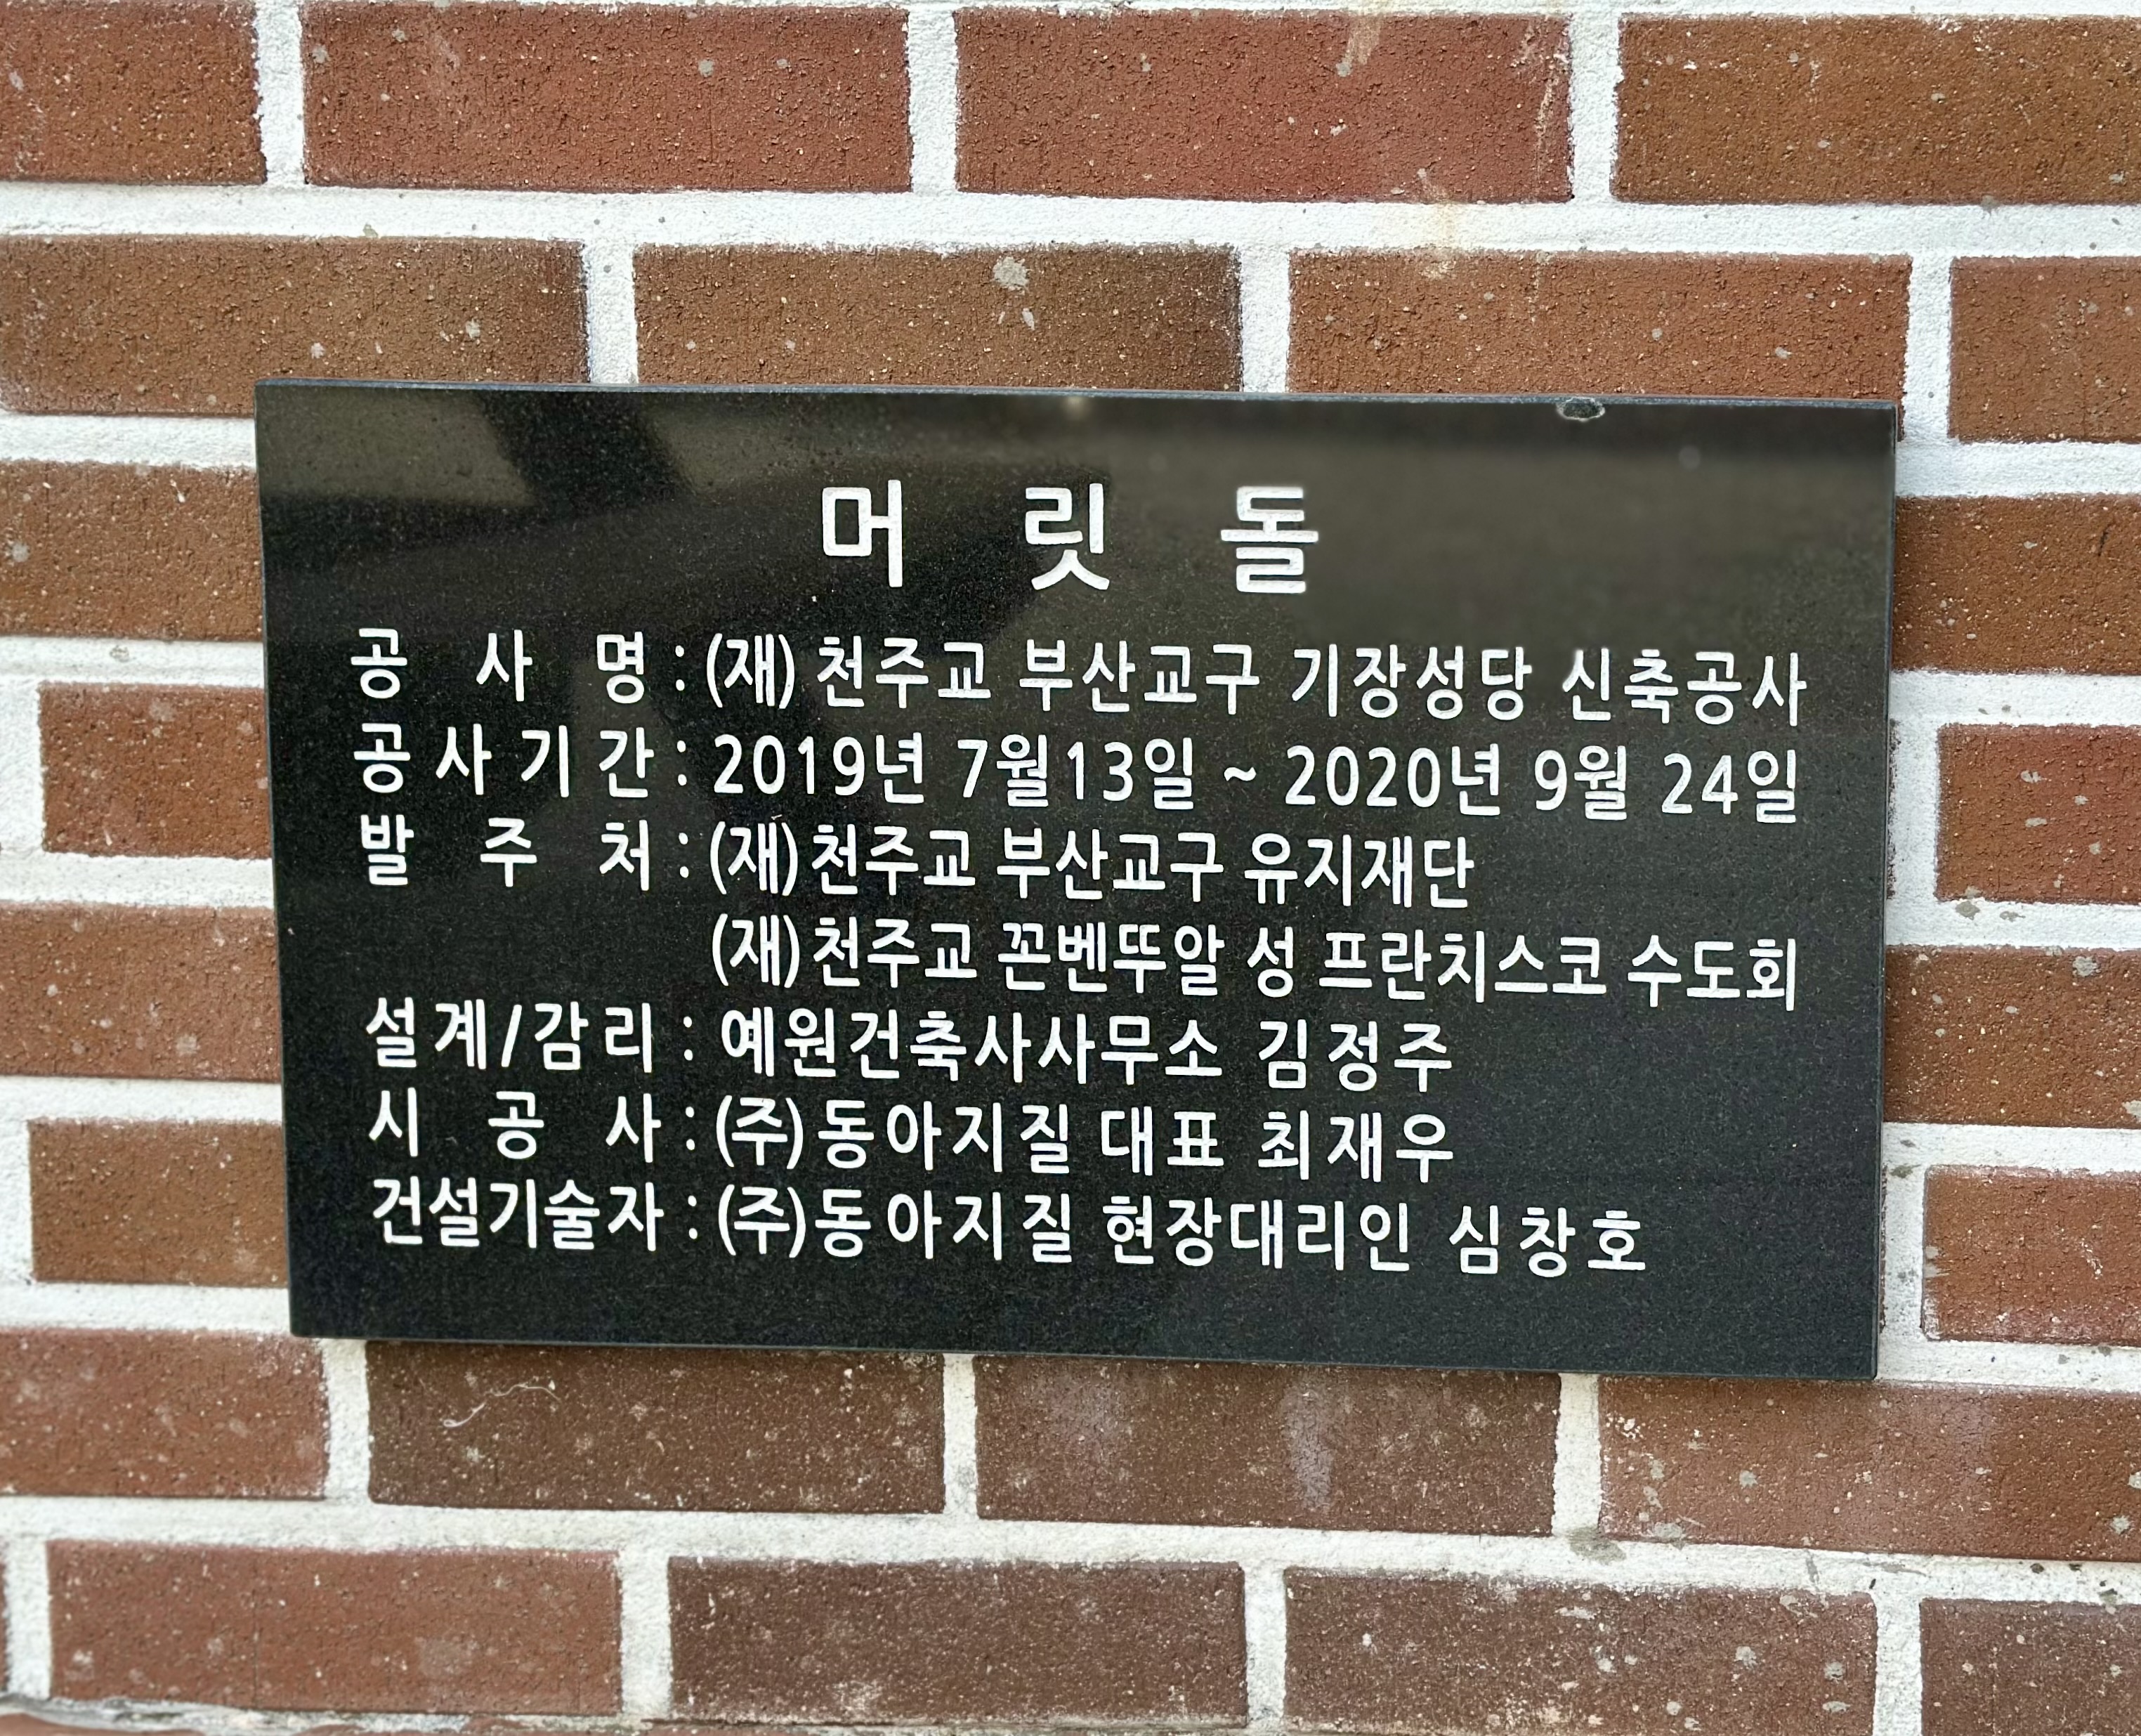 머 릿 돌
공 사 명 : (재) 천주교 부산교구 기장성당 신축공사
공 사 기 간 : 2019년 7월13일 ~ 2020년 9월 24일
발 주 처 : (재)천주교 부산교구 유지재단
(재)천주교 꼰벤뚜알 성 프란치스코 수도회
설 계/감 리 : 예원건축사사무소 김정주
시 공 사 : (주)동아지질 대표 최재우
건설기술자 : (주)동아지질 현장대리인 심창호